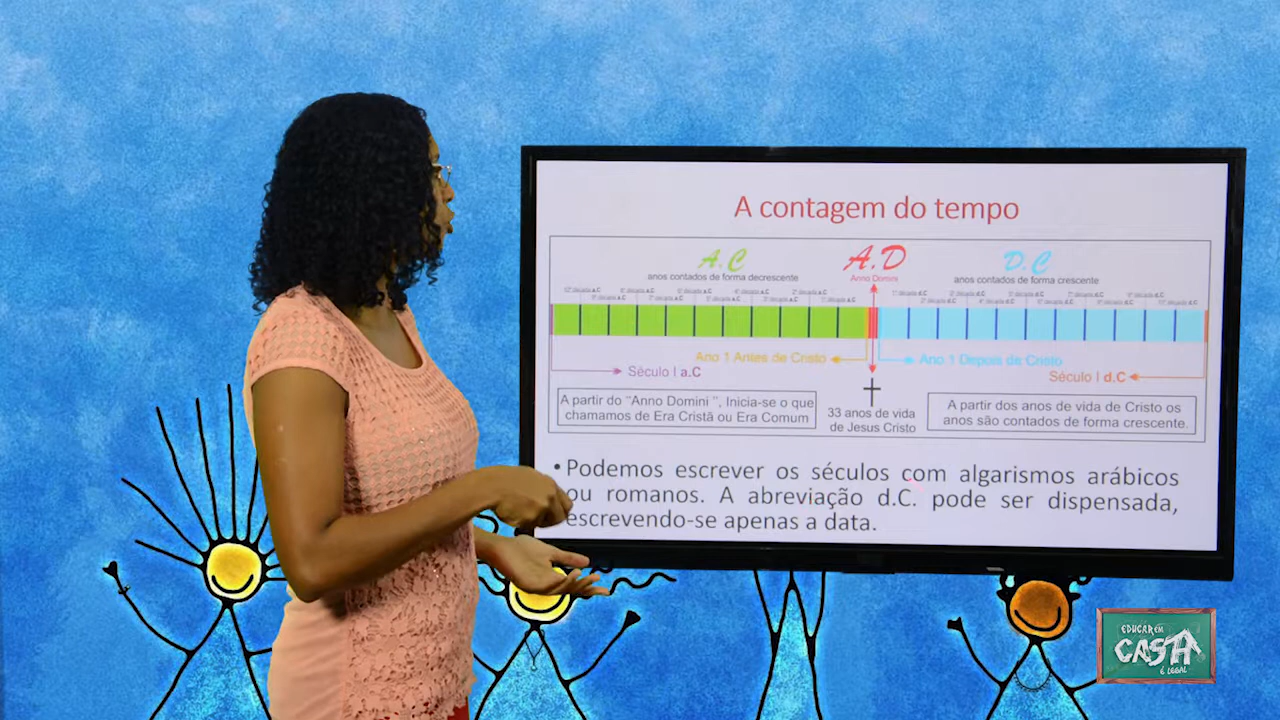 A contagem do tempo
A.C
A.D
D.C
anos contados de forma decrescente
Anno Domini
anos contados de forma crescente
Ano 1 Antes de Cristo
Ano 1 Depois de Cristo
Século I a.C
Século I d.C
A partir do "Anno Domini ", Inicia-se o que
chamamos de Era Cristã ou Era Comum
33 anos de vida
de Jesus Cristo
A partir dos anos de vida de Cristo os
anos são contados de forma crescente.
• Podemos escrever os séculos com algarismos arábicos
ou romanos. A abreviação d.C. pode ser dispensada,
escrevendo-se apenas a data.
EDUCAR EM
CASA
É LEGAL